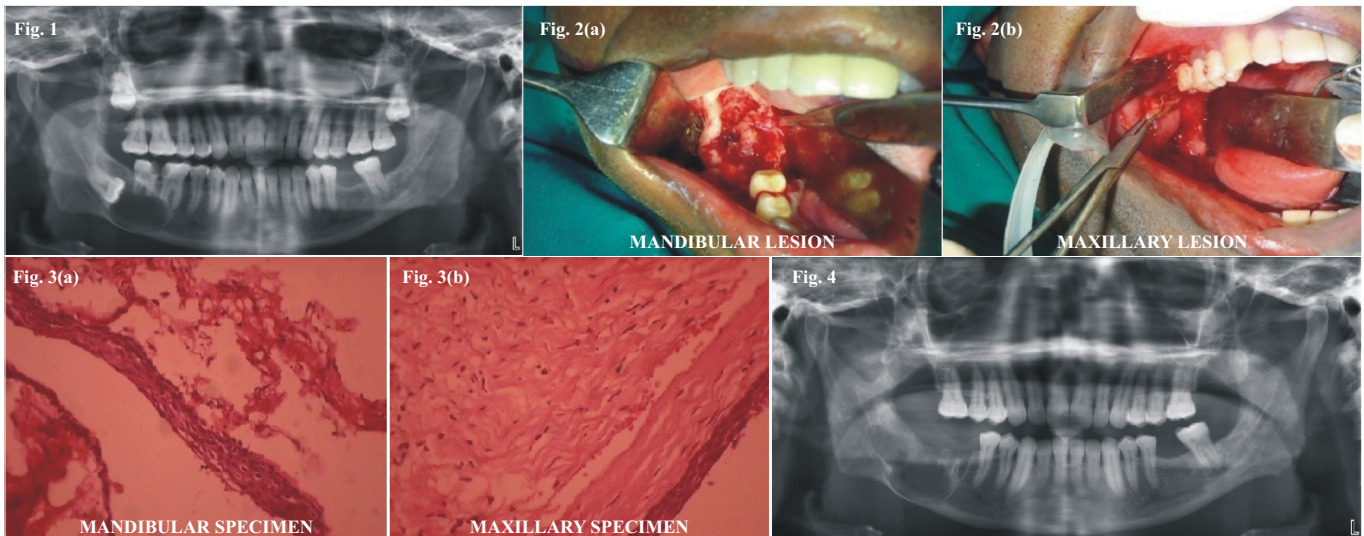 Fig. 1
Fig. 2(a)
Fig. 2(b)
MANDIBULAR LESION
MAXILLARY LESION
Fig. 3(a)
Fig. 3(b)
Fig. 4
MANDIBULAR SPECIMEN
MAXILLARY SPECIMEN
L
L